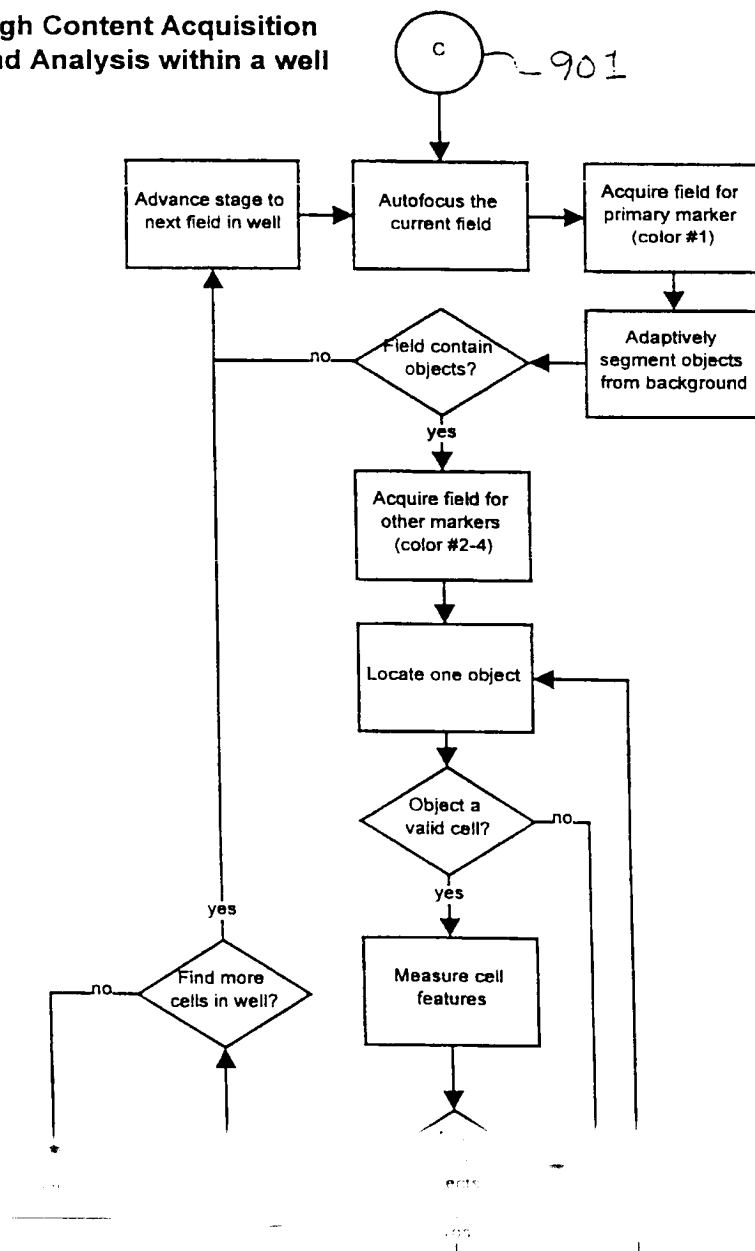 gh Content Acquisition
nd Analysis within a well
C
901
Advance stage to
next field in well
Autofocus the
current field
Acquire field for
primary marker
(color #1)
Field contain
objects?
no
Adaptively
segment objects
from background
yes
Acquire field for
other markers
(color #2-4)
Locate one object
Object a
valid cell?
no
yes
yes
Find more
cells in well?
no
Measure cell
features
ects